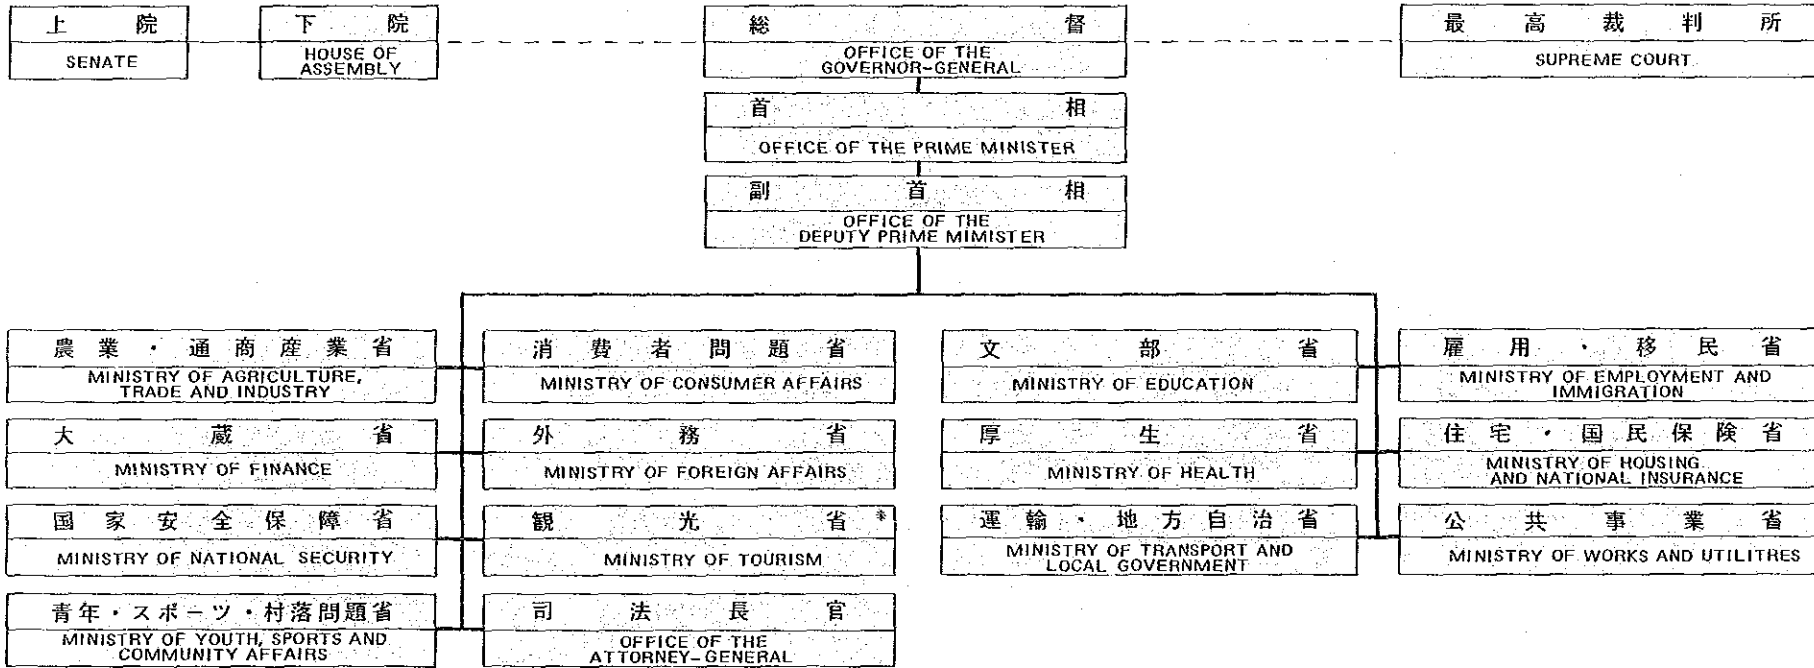 上院
SENATE
下院
HOUSE OF
ASSEMBLY
総督
OFFICE OF THE
GOVERNOR-GENERAL
最高裁判所
SUPREME COURT
首相
OFFICE OF THE PRIME MINISTER
副首相
OFFICE OF THE
DEPUTY PRIME MIMISTER
農業・通商産業省
MINISTRY OF AGRICULTURE,
TRADE AND INDUSTRY
消費者問題省
MINISTRY OF CONSUMER AFFAIRS
文部省
MINISTRY OF EDUCATION
雇用・移民省
MINISTRY OF EMPLOYMENT AND
IMMIGRATION
大蔵省
MINISTRY OF FINANCE
外務省
MINISTRY OF FOREIGN AFFAIRS
厚生省
MINISTRY OF HEALTH
住宅・国民保険省
MINISTRY OF HOUSING
AND NATIONAL INSURANCE
国家安全保障省
MINISTRY OF NATIONAL SECURITY
観光省*
MINISTRY OF TOURISM
運輸・地方自治省
MINISTRY OF TRANSPORT AND
LOCAL GOVERNMENT
公共事業省
MINISTRY OF WORKS AND UTILITRES
青年・スポーツ・村落問題省
MINISTRY OF YOUTH, SPORTS AND
COMMUNITY AFFAIRS
司法長官
OFFICE OF THE
ATTORNEY-GENERAL